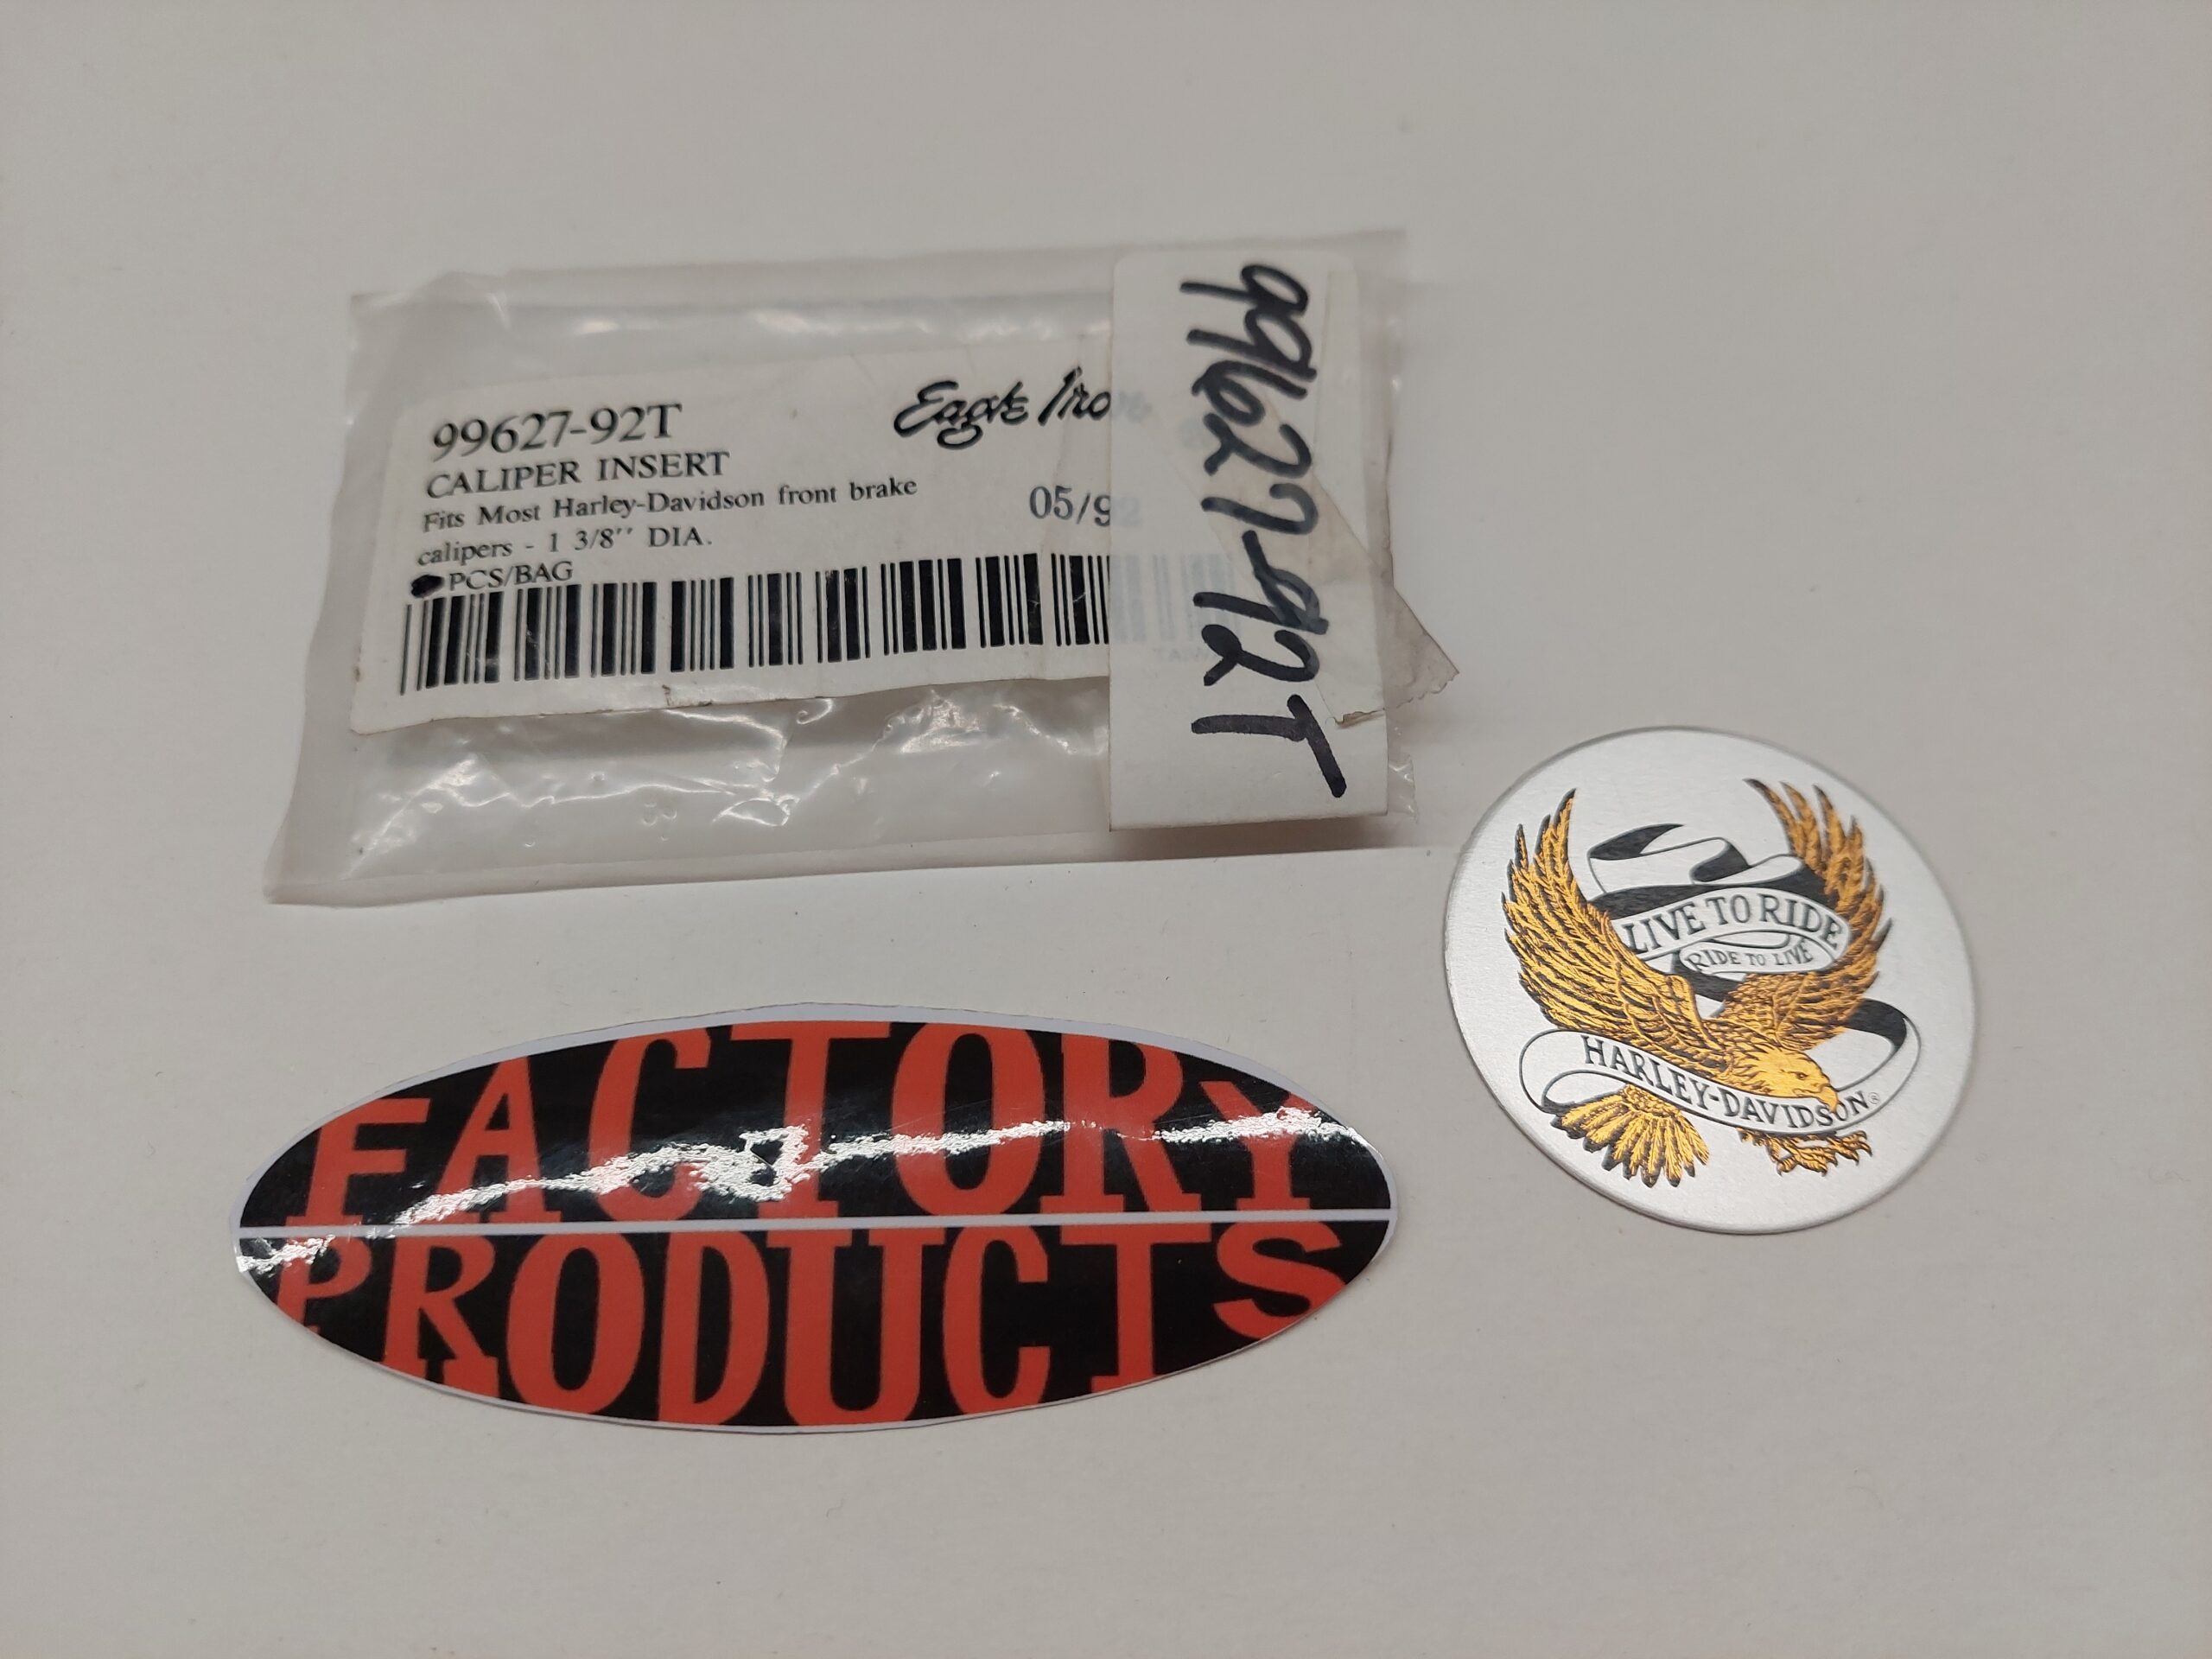 99627-92T
Eagle Iron
CALIPER INSERT
Fits Most Harley-Davidson front brake
calipers - 1 3/8" DIA.
05/92
PCS/BAG
99627-92T
LIVE TO RIDE
RIDE TO LIVE
HARLEY-DAVIDSON®
FACTORY
PRODUCTS